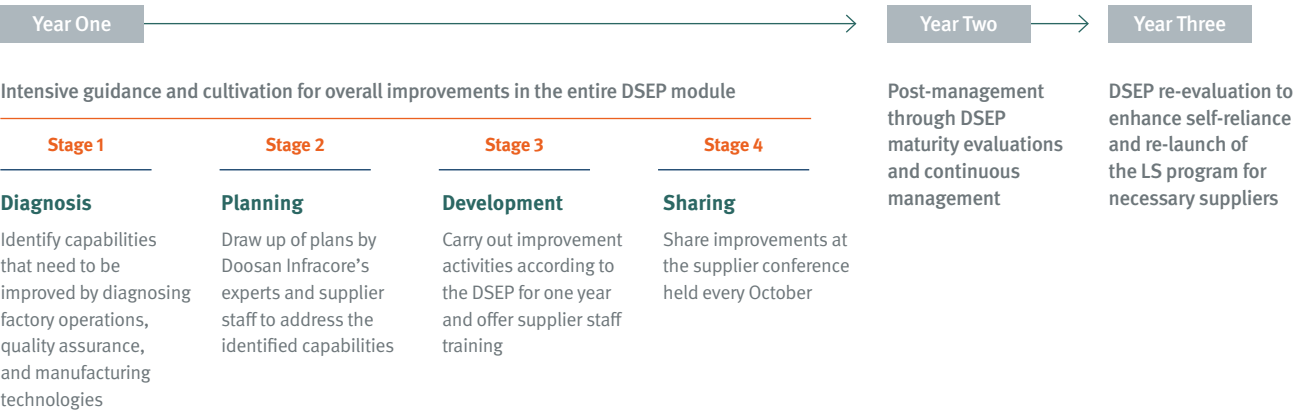 Year One
Year Two
Year Three
Intensive guidance and cultivation for overall improvements in the entire DSEP module
Stage 1
Diagnosis
Identify capabilities
that need to be
improved by diagnosing
factory operations,
quality assurance,
and manufacturing
technologies
Stage 2
Planning
Draw up of plans by
Doosan Infracore’s
experts and supplier
staff to address the
identified capabilities
Stage 3
Development
Carry out improvement
activities according to
the DSEP for one year
and offer supplier staff
training
Stage 4
Sharing
Share improvements at
the supplier conference
held every October
Post-management
through DSEP
maturity evaluations
and continuous
management
DSEP re-evaluation to
enhance self-reliance
and re-launch of
the LS program for
necessary suppliers